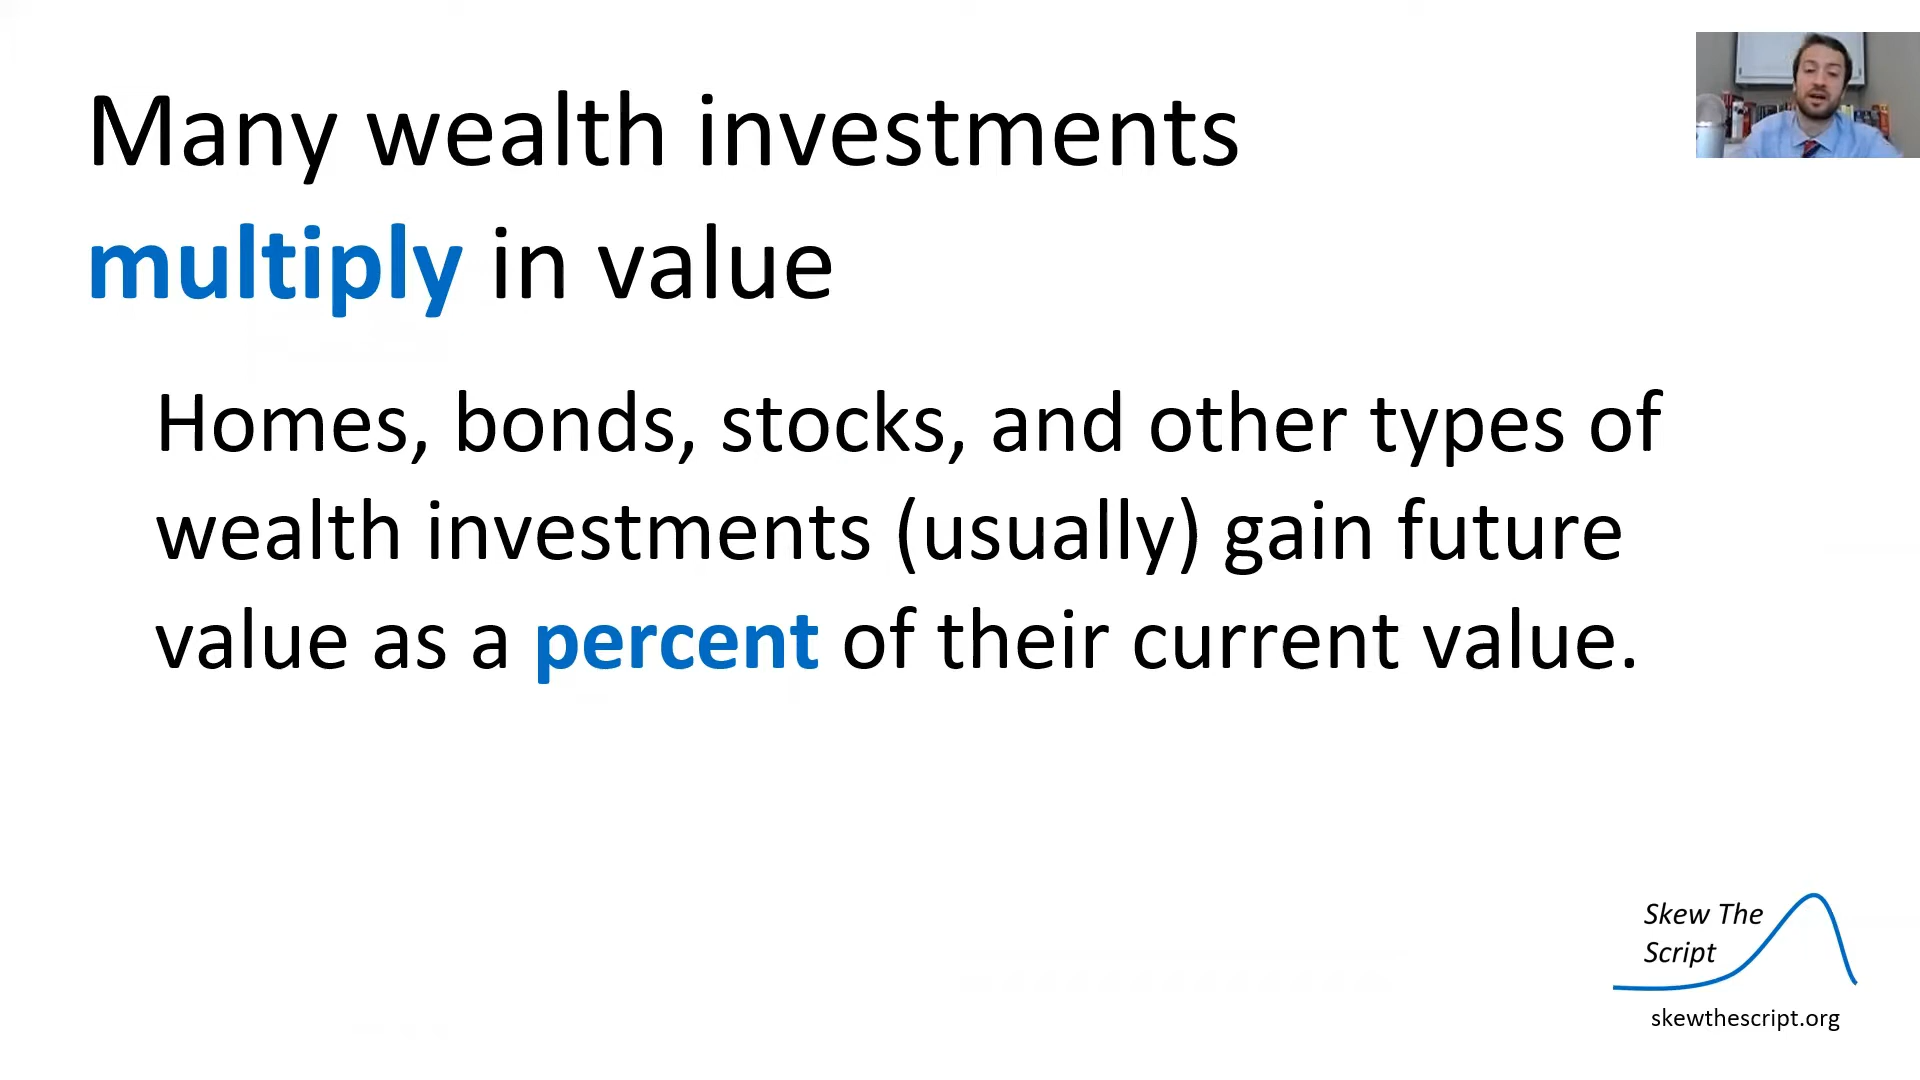 Many wealth investments
multiply in value
Homes, bonds, stocks, and other types of
wealth investments (usually) gain future
value as a percent of their current value.
Skew The
Script
skewthescript.org